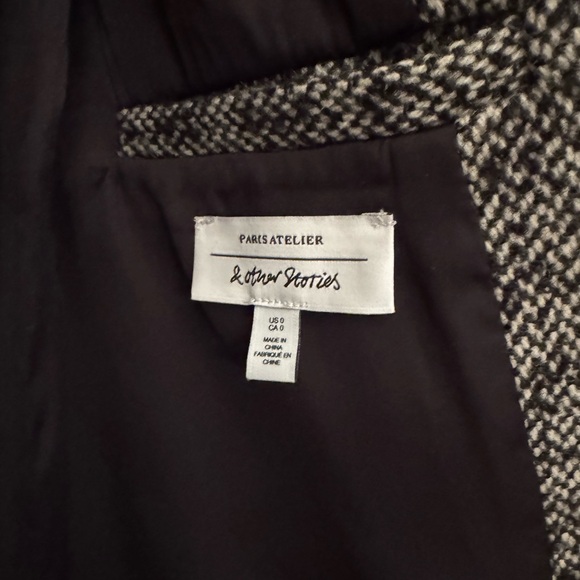 PARIS ATELIER
& other Stories
US 0
CA 0
MADE IN
CHINA
FABRIQUÉ EN
CHINE